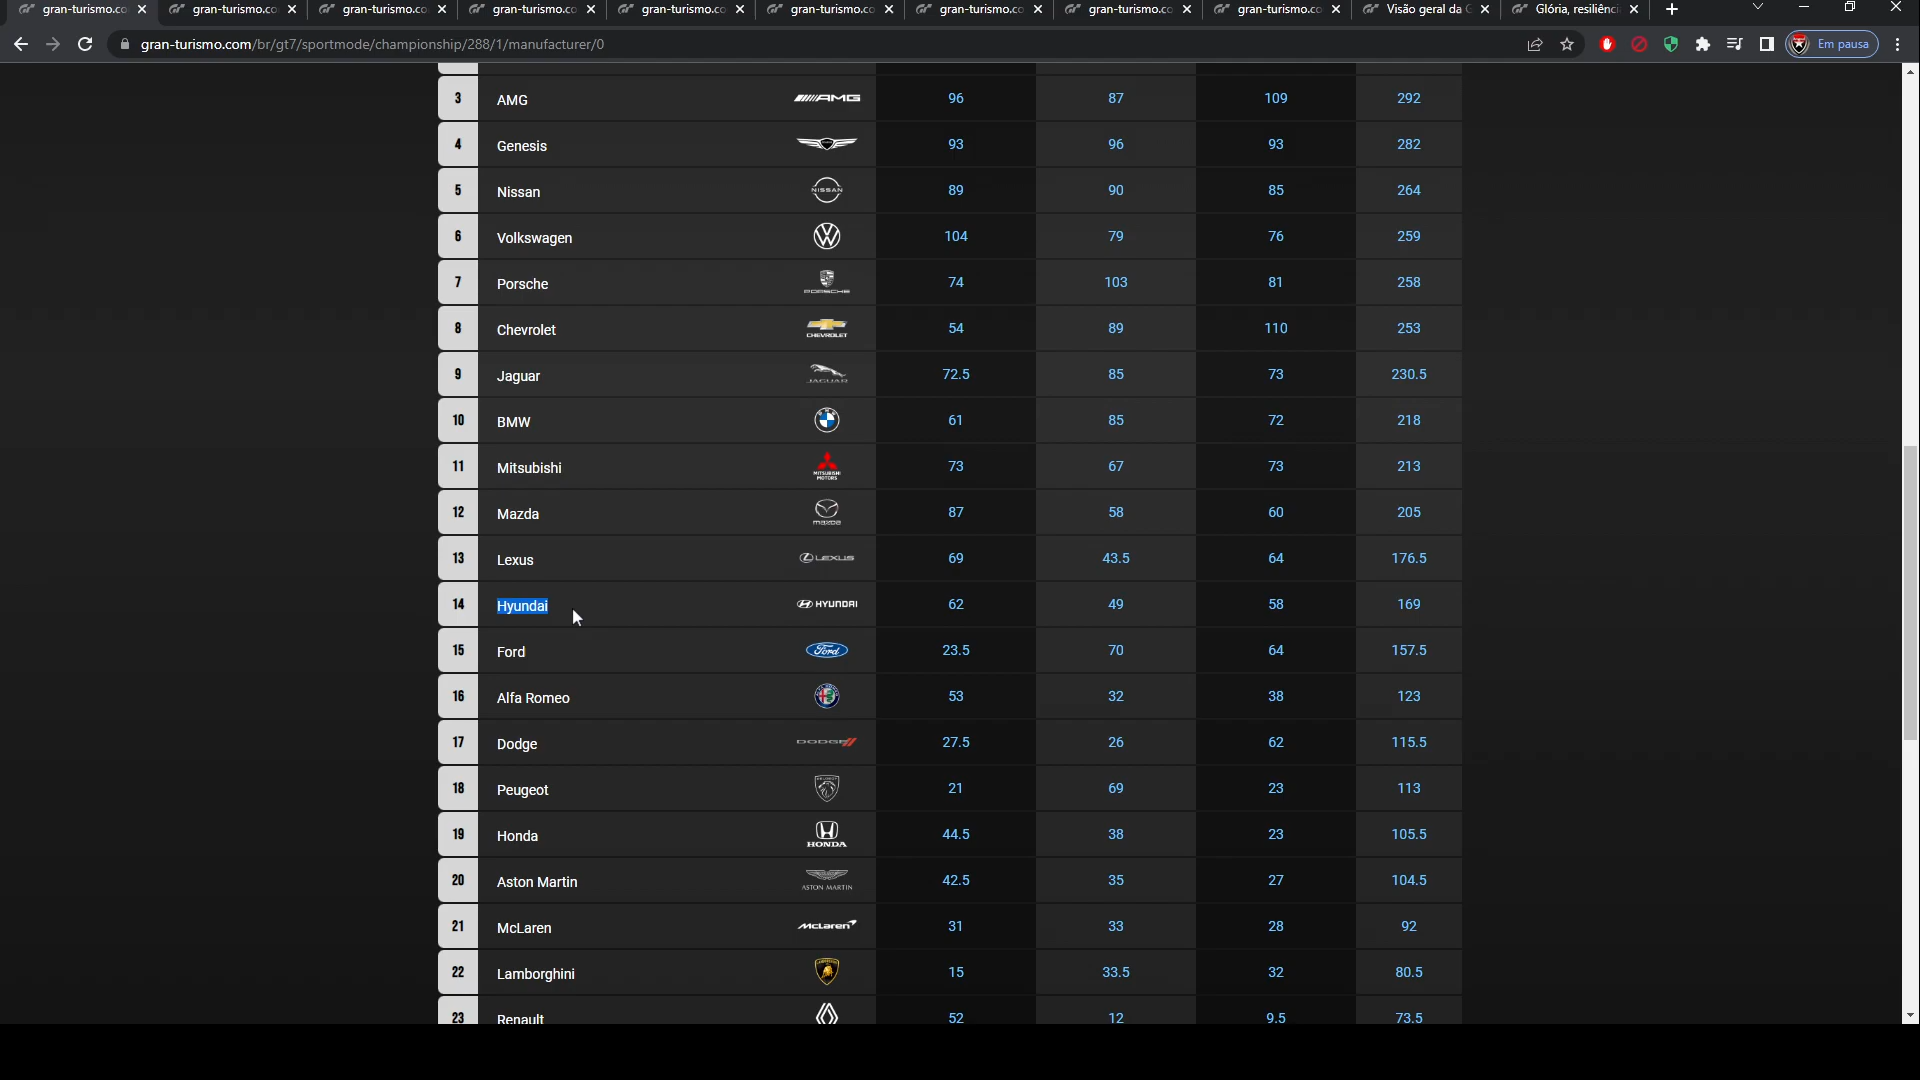 gran-turismo.co gran-turismo.co gran-turismo.co gran-turismo.co gran-turismo.co gran-turismo.co gran-turismo.co gran-turismo.co gran-turismo.co Visão geral da G Glória, resiliênci
gran-turismo.com/br/gt7/sportmode/championship/288/1/manufacturer/0 Em pausa
3 AMG AMG 96 87 109 292
4 Genesis 93 96 93 282
5 Nissan NISSAN 89 90 85 264
6 Volkswagen 104 79 76 259
7 Porsche PORSCHE 74 103 81 258
8 Chevrolet CHEVROLET 54 89 110 253
9 Jaguar JAGUAR 72.5 85 73 230.5
10 BMW BMW 61 85 72 218
11 Mitsubishi MITSUBISHI MOTORS 73 67 73 213
12 Mazda mazda 87 58 60 205
13 Lexus LEXUS 69 43.5 64 176.5
14 Hyundai HYUNDAI 62 49 58 169
15 Ford Ford 23.5 70 64 157.5
16 Alfa Romeo 53 32 38 123
17 Dodge DODGE 27.5 26 62 115.5
18 Peugeot PEUGEOT 21 69 23 113
19 Honda HONDA 44.5 38 23 105.5
20 Aston Martin ASTON MARTIN 42.5 35 27 104.5
21 McLaren McLaren 31 33 28 92
22 Lamborghini 15 33.5 32 80.5
23 Renault 52 12 9.5 73.5